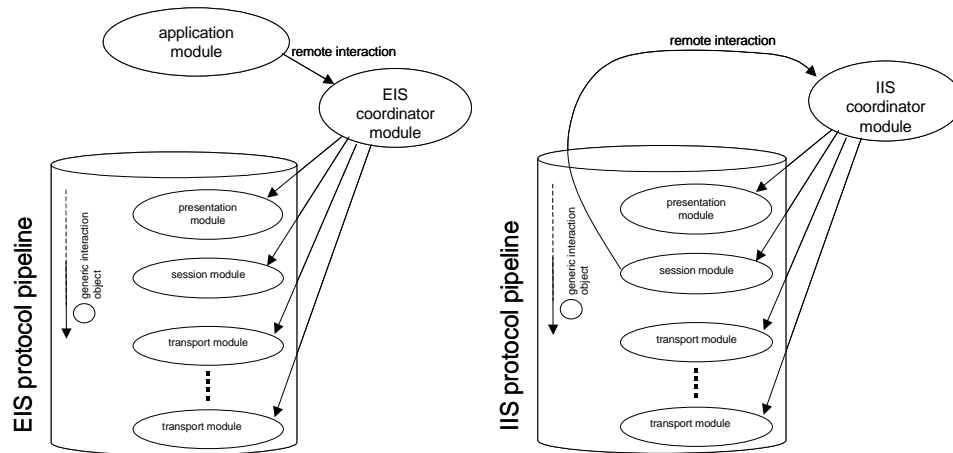 application
module
remote interaction
EIS
coordinator
module
EIS protocol pipeline
generic interaction
object
presentation
module
session module
transport module
transport module
remote interaction
IIS
coordinator
module
IIS protocol pipeline
generic interaction
object
presentation
module
session module
transport module
transport module